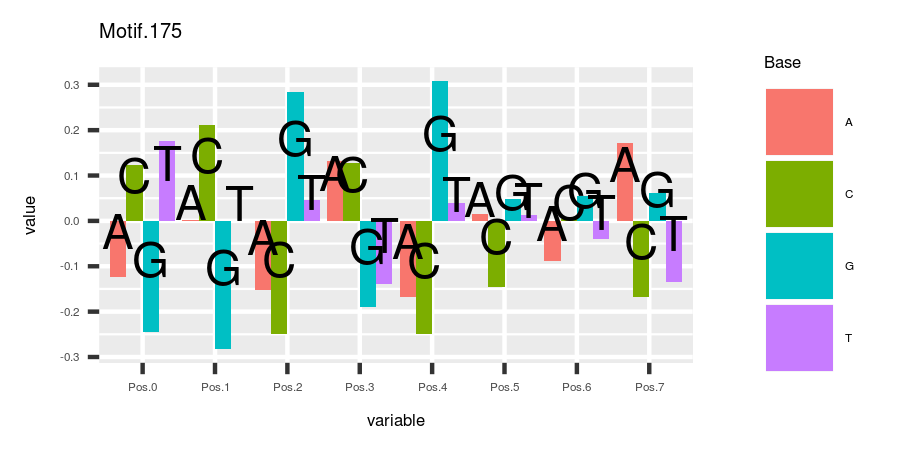 Motif.175
value
0.3
0.2
0.1
0.0
-0.1
-0.2
-0.3
A C G T
A C G T
A C G T
A C G T
A C G T
A C G T
A C G T
A C G T
Pos.0 Pos.1 Pos.2 Pos.3 Pos.4 Pos.5 Pos.6 Pos.7
variable
Base
A
C
G
T